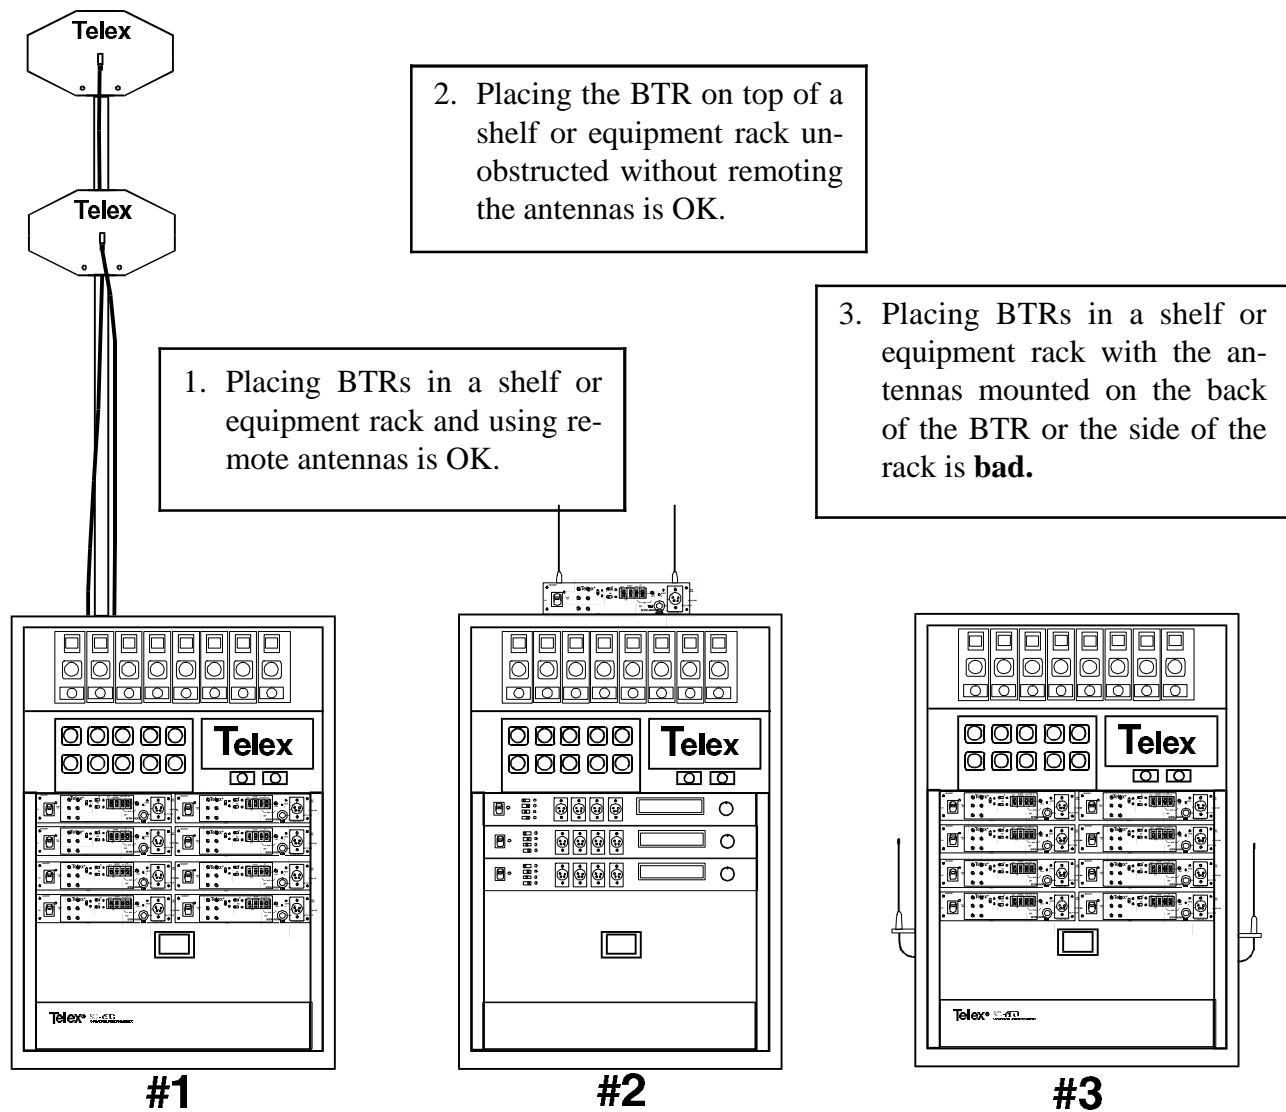 Telex
Telex
2. Placing the BTR on top of a
shelf or equipment rack un-
obstructed without remoting
the antennas is OK.
3. Placing BTRs in a shelf or
equipment rack with the an-
tennas mounted on the back
of the BTR or the side of the
rack is bad.
1. Placing BTRs in a shelf or
equipment rack and using re-
mote antennas is OK.
Telex
Telex
Telex
Telex®
Telex®
#1
#2
#3